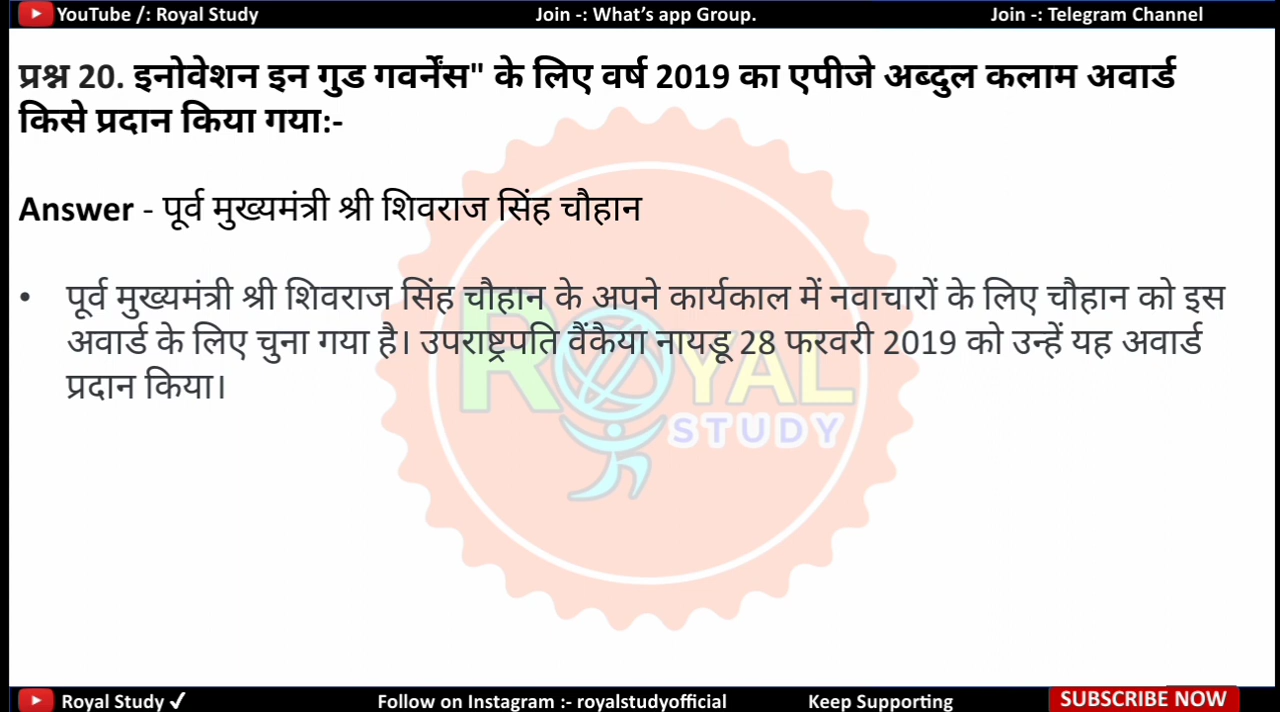 YouTube /: Royal Study Join -: What's app Group. Join -: Telegram Channel
प्रश्न 20. इनोवेशन इन गुड गवर्नेंस" के लिए वर्ष 2019 का एपीजे अब्दुल कलाम अवार्ड
किसे प्रदान किया गया:-
Answer - पूर्व मुख्यमंत्री श्री शिवराज सिंह चौहान
• पूर्व मुख्यमंत्री श्री शिवराज सिंह चौहान के अपने कार्यकाल में नवाचारों के लिए चौहान को इस
अवार्ड के लिए चुना गया है। उपराष्ट्रपति वैंकैया नायडू 28 फरवरी 2019 को उन्हें यह अवार्ड
प्रदान किया।
ROYAL
STUDY
Royal Study ✓ Follow on Instagram :- royalstudyofficial Keep Supporting SUBSCRIBE NOW